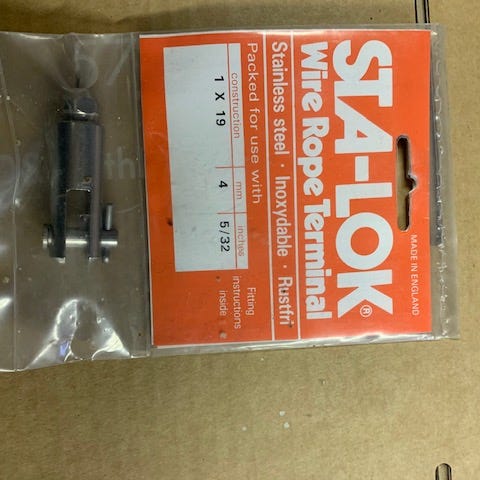 STA-LOK®
MADE IN ENGLAND
Wire Rope Terminal
Stainless steel · Inoxydable · Rustfri
Packed for use with
construction mm inches
1 X 19 4 5/32
Fitting
instructions
inside